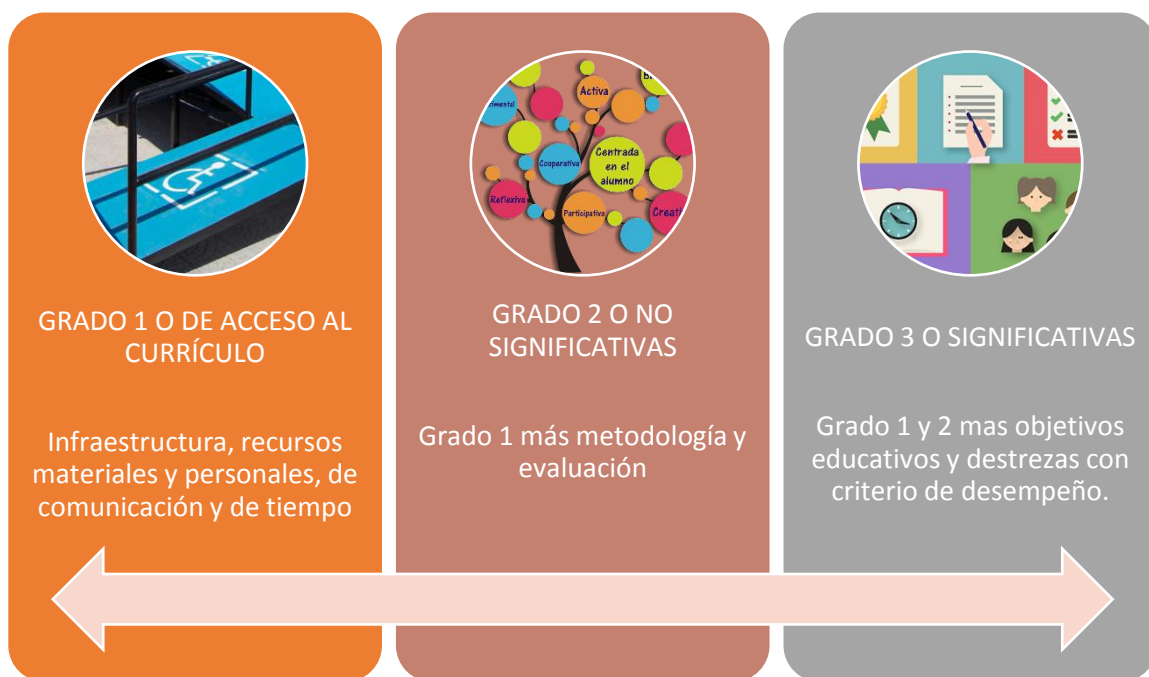 GRADO 1 O DE ACCESO AL
CURRÍCULO
Infraestructura, recursos
materiales y personales, de
comunicación y de tiempo
Activa
Centrada
en el
alumno
Cooperativa
Reflexiva
Participativa
GRADO 2 O NO
SIGNIFICATIVAS
Grado 1 más metodología y
evaluación
GRADO 3 O SIGNIFICATIVAS
Grado 1 y 2 mas objetivos
educativos y destrezas con
criterio de desempeño.